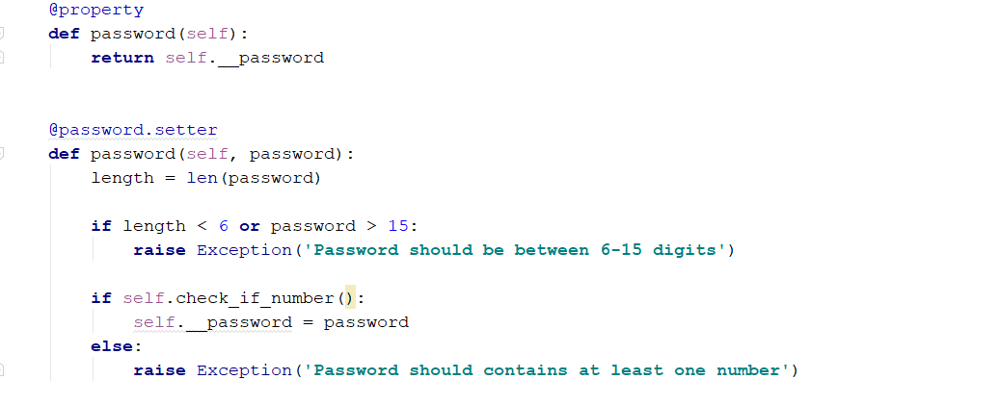 @property
def password(self):
    return self.__password
@password.setter
def password(self, password):
    length = len(password)
    if length < 6 or password > 15:
        raise Exception('Password should be between 6-15 digits')
    if self.check_if_number():
        self.__password = password
    else:
        raise Exception('Password should contains at least one number')